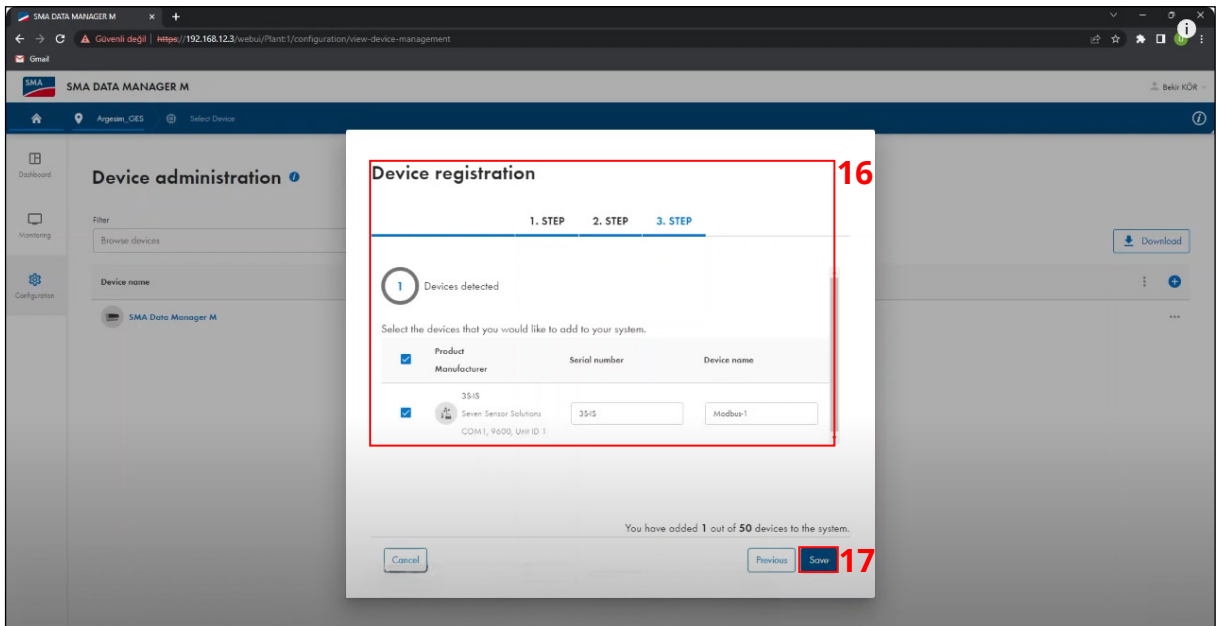 SMA DATA MANAGER M
Güvenli değil | https://192.168.12.3/webui/Plant:1/configuration/view-device-management
Gmail
SMA
SMA DATA MANAGER M
Bekir KÖR
Argesim_GES
Select Device
Dashboard
Monitoring
Configuration
Device administration
Filter
Browse devices
Download
Device name
SMA Data Manager M
Device registration
16
1. STEP 2. STEP 3. STEP
1 Devices detected
Select the devices that you would like to add to your system.
Product
Manufacturer
Serial number
Device name
3S-IS
Seven Sensor Solutions
COM1, 9600, Unit ID 1
3S-IS
Modbus-1
You have added 1 out of 50 devices to the system.
Cancel
Previous
Save
17